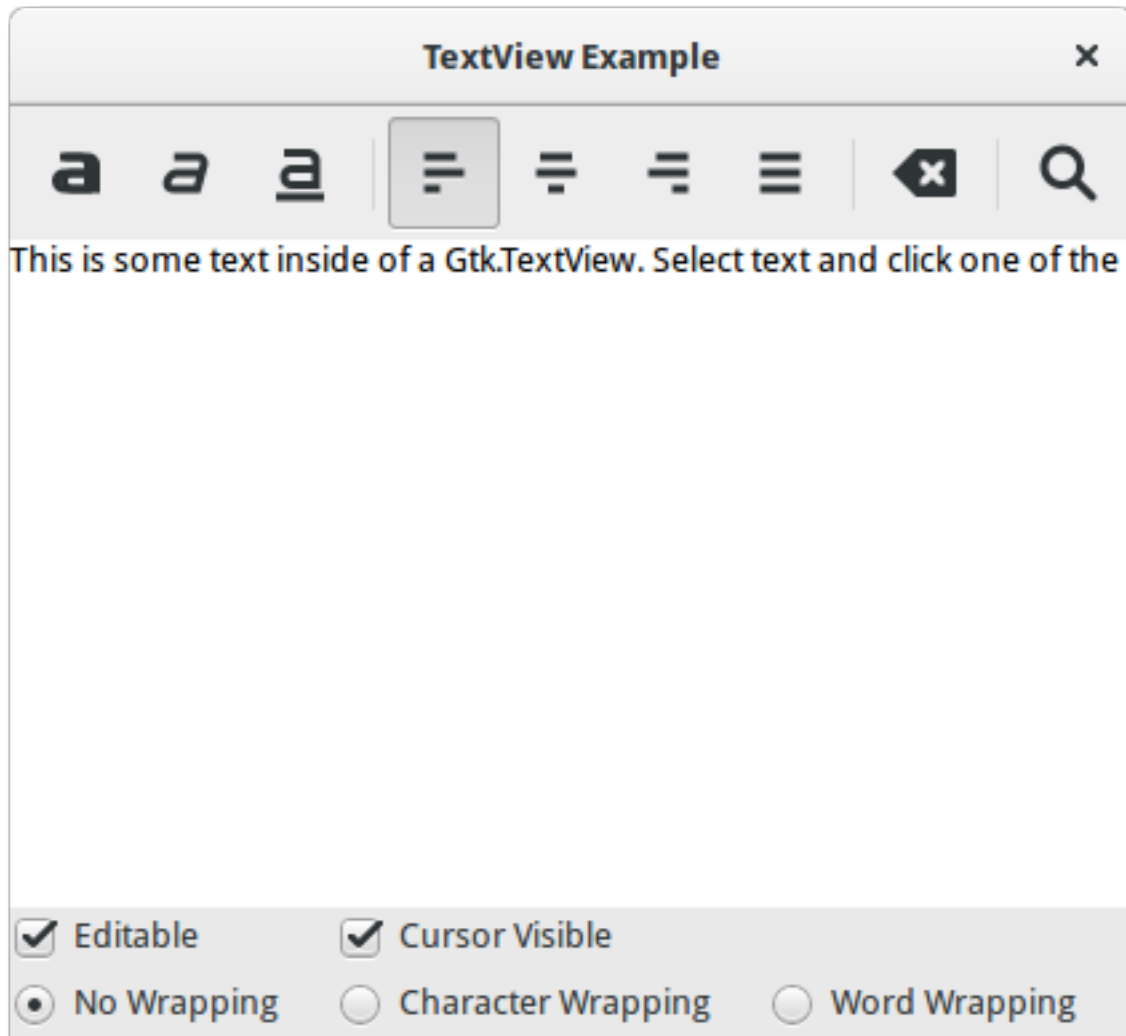 TextView Example
a a a
This is some text inside of a Gtk.TextView. Select text and click one of the
Editable Cursor Visible
No Wrapping Character Wrapping Word Wrapping